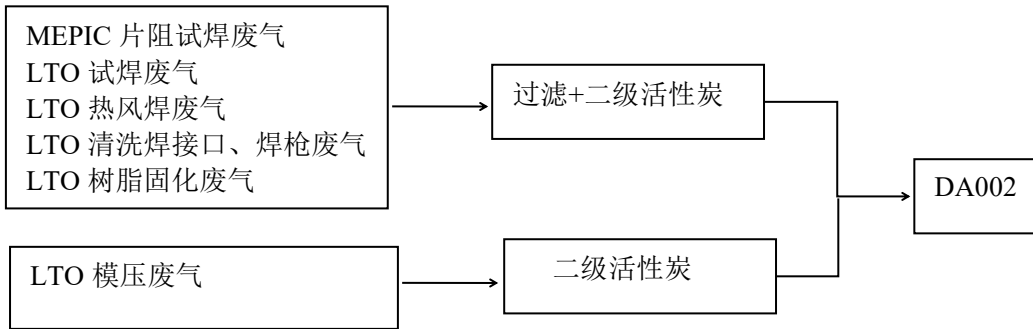 MEPIC 片阻试焊废气
LTO 试焊废气
LTO 热风焊废气
LTO 清洗焊接口、焊枪废气
LTO 树脂固化废气
过滤+二级活性炭
DA002
LTO 模压废气
二级活性炭